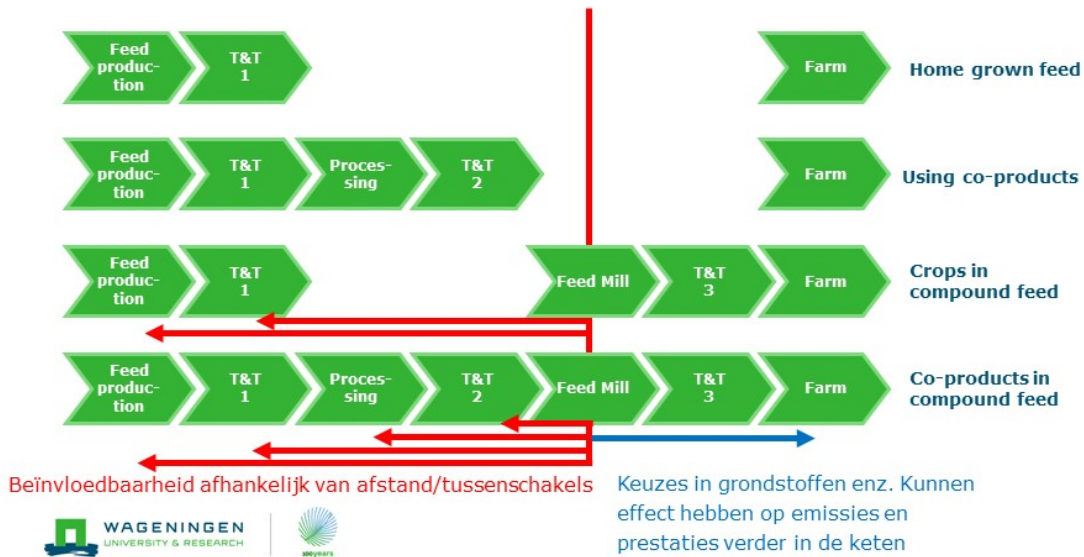 Feed
produc-
tion
T&T
1
Farm
Home grown feed
Feed
produc-
tion
T&T
1
Proces-
sing
T&T
2
Farm
Using co-products
Feed
produc-
tion
T&T
1
Feed Mill
T&T
3
Farm
Crops in
compound feed
Feed
produc-
tion
T&T
1
Proces-
sing
T&T
2
Feed Mill
T&T
3
Farm
Co-products in
compound feed
Beïnvloedbaarheid afhankelijk van afstand/tussenschakels
Keuzes in grondstoffen enz. Kunnen
effect hebben op emissies en
prestaties verder in de keten
WAGENINGEN
UNIVERSITY & RESEARCH
100years